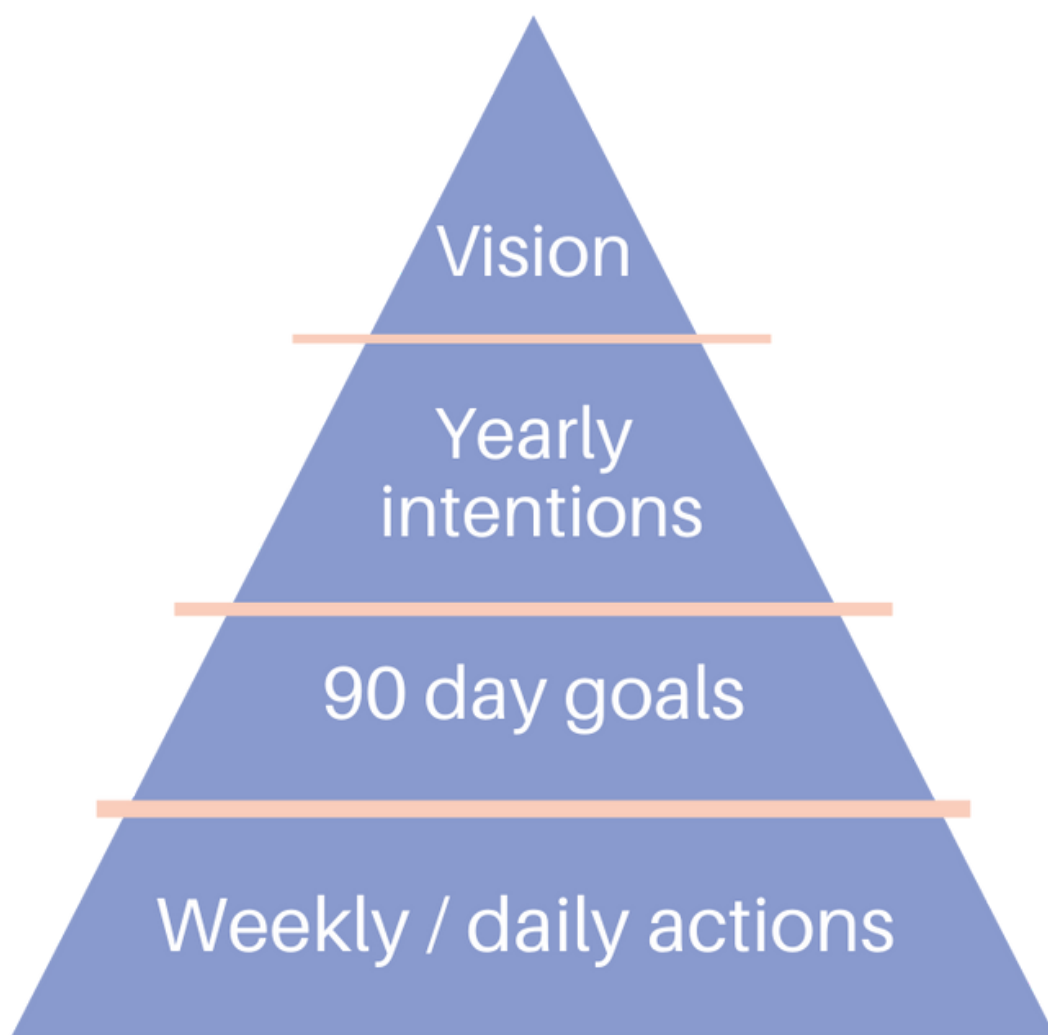 Vision
Yearly
intentions
90 day goals
Weekly / daily actions